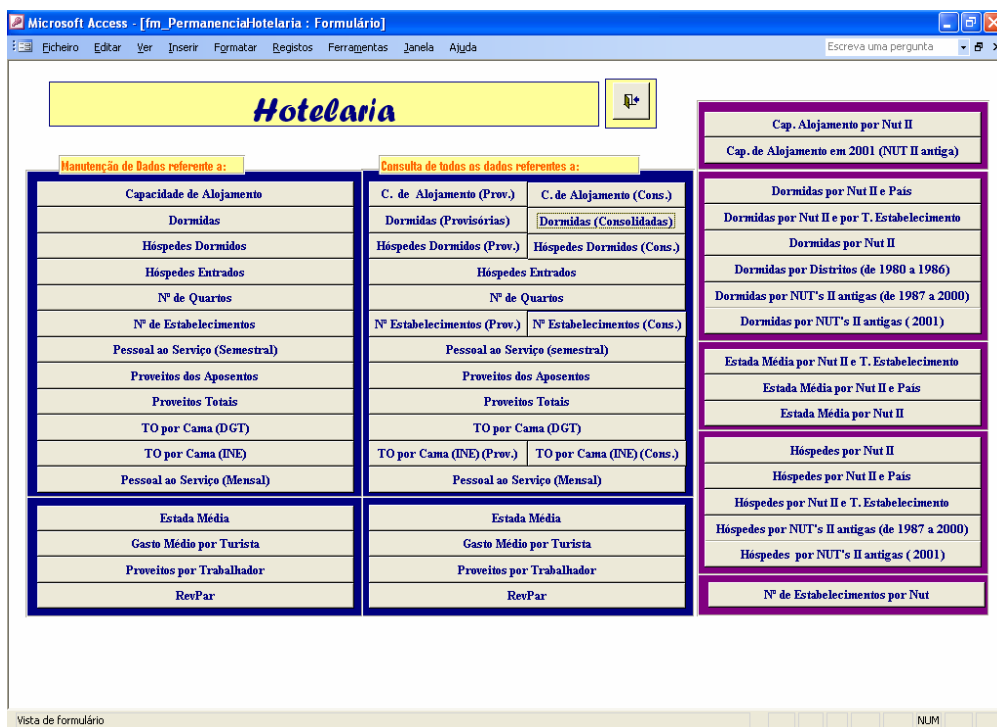 Microsoft Access - [fm_PermanenciaHotelaria : Formulário]
Ficheiro Editar Ver Inserir Formatar Registos Ferramentas Janela Ajuda Escreva uma pergunta
Hotelaria
Manutenção de Dados referente a:
Capacidade de Alojamento
Dormidas
Hóspedes Dormidos
Hóspedes Entrados
Nº de Quartos
Nº de Estabelecimentos
Pessoal ao Serviço (Semestral)
Proveitos dos Aposentos
Proveitos Totais
TO por Cama (DGT)
TO por Cama (INE)
Pessoal ao Serviço (Mensal)
Estada Média
Gasto Médio por Turista
Proveitos por Trabalhador
RevPar
Consulta de todos os dados referentes a:
C. de Alojamento (Prov.) C. de Alojamento (Cons.)
Dormidas (Provisórias) Dormidas (Consolidadas)
Hóspedes Dormidos (Prov.) Hóspedes Dormidos (Cons.)
Hóspedes Entrados
Nº de Quartos
Nº Estabelecimentos (Prov.) Nº Estabelecimentos (Cons.)
Pessoal ao Serviço (semestral)
Proveitos dos Aposentos
Proveitos Totais
TO por Cama (DGT)
TO por Cama (INE) (Prov.) TO por Cama (INE) (Cons.)
Pessoal ao Serviço (Mensal)
Estada Média
Gasto Médio por Turista
Proveitos por Trabalhador
RevPar
Cap. Alojamento por Nut II
Cap. de Alojamento em 2001 (NUT II antiga)
Dormidas por Nut II e País
Dormidas por Nut II e por T. Estabelecimento
Dormidas por Nut II
Dormidas por Distritos (de 1980 a 1986)
Dormidas por NUT's II antigas (de 1987 a 2000)
Dormidas por NUT's II antigas ( 2001)
Estada Média por Nut II e T. Estabelecimento
Estada Média por Nut II e País
Estada Média por Nut II
Hóspedes por Nut II
Hóspedes por Nut II e País
Hóspedes por Nut II e T. Estabelecimento
Hóspedes por NUT's II antigas (de 1987 a 2000)
Hóspedes por NUT's II antigas ( 2001)
Nº de Estabelecimentos por Nut
Vista de formulário NUM